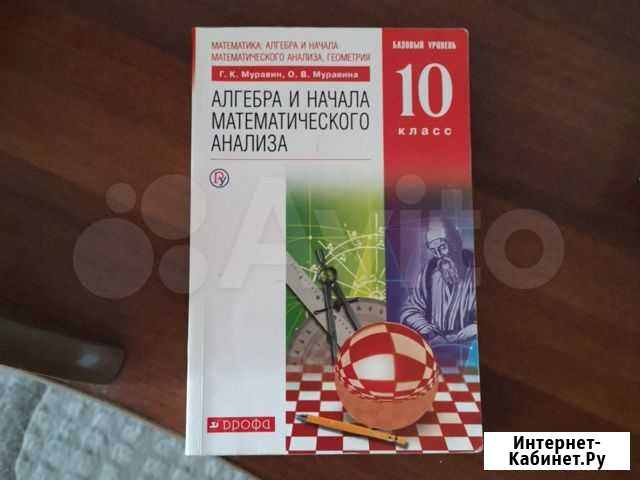 МАТЕМАТИКА: АЛГЕБРА И НАЧАЛА
МАТЕМАТИЧЕСКОГО АНАЛИЗА, ГЕОМЕТРИЯ
Г. К. Муравин, О. В. Муравина
АЛГЕБРА И НАЧАЛА
МАТЕМАТИЧЕСКОГО
АНАЛИЗА
БАЗОВЫЙ УРОВЕНЬ
10
класс
Avito
дрофа
Интернет-
Кабинет.Ру